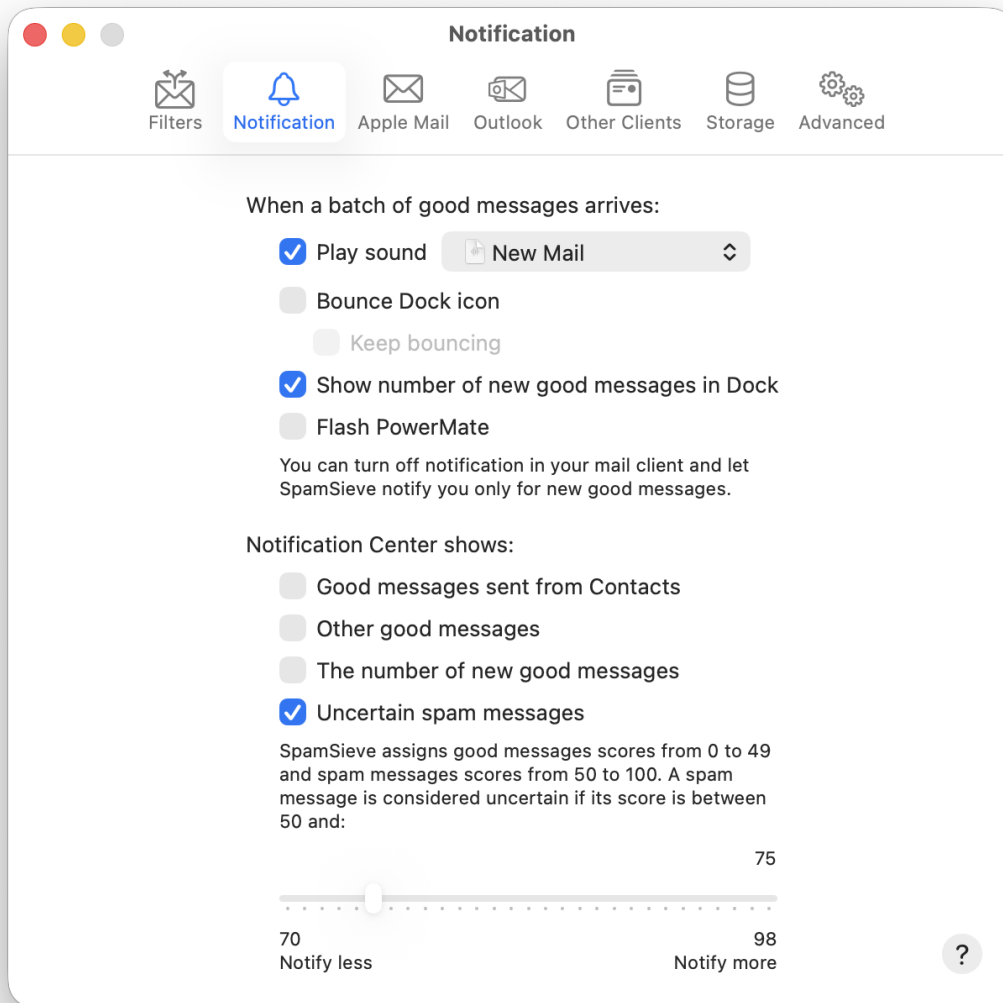 Notification
Filters
Notification
Apple Mail
Outlook
Other Clients
Storage
Advanced
When a batch of good messages arrives:
Play sound
New Mail
Bounce Dock icon
Keep bouncing
Show number of new good messages in Dock
Flash PowerMate
You can turn off notification in your mail client and let
SpamSieve notify you only for new good messages.
Notification Center shows:
Good messages sent from Contacts
Other good messages
The number of new good messages
Uncertain spam messages
SpamSieve assigns good messages scores from 0 to 49
and spam messages scores from 50 to 100. A spam
message is considered uncertain if its score is between
50 and:
75
70
98
Notify less
Notify more
?